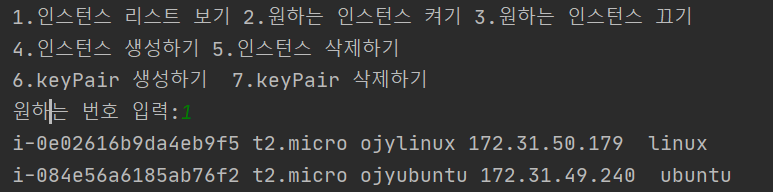 1.인스턴스 리스트 보기 2.원하는 인스턴스 켜기 3.원하는 인스턴스 끄기
4.인스턴스 생성하기 5.인스턴스 삭제하기
6.keyPair 생성하기  7.keyPair 삭제하기
원하는 번호 입력:1
i-0e02616b9da4eb9f5 t2.micro ojylinux 172.31.50.179  linux
i-084e56a6185ab76f2 t2.micro ojyubuntu 172.31.49.240  ubuntu